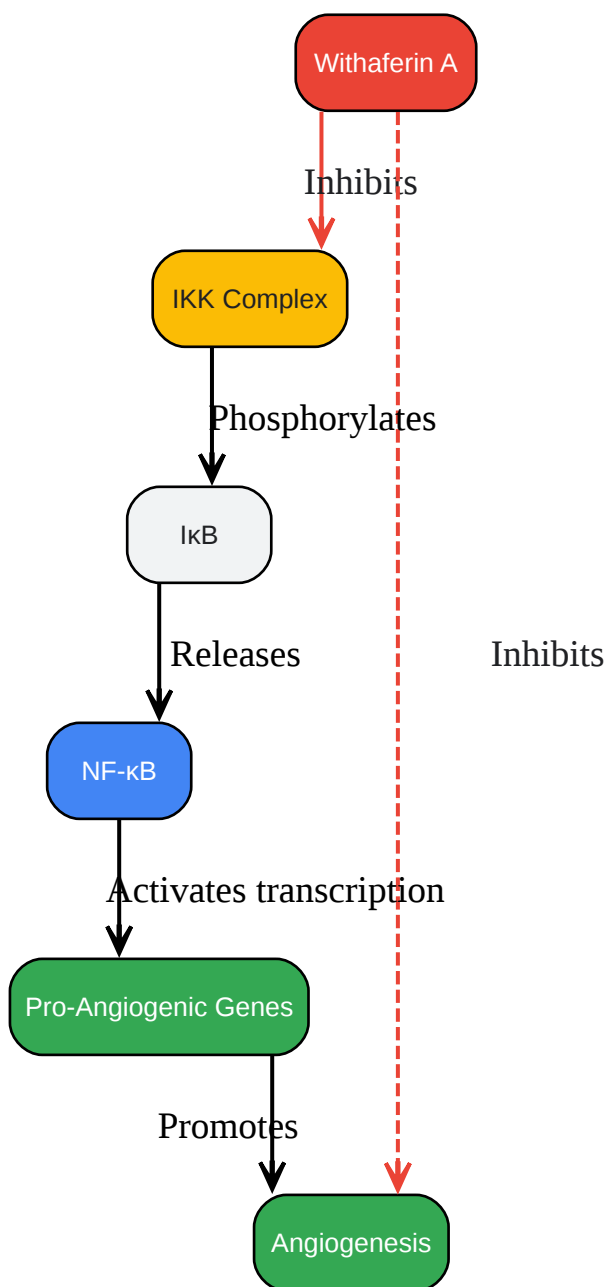 Withaferin A
Inhibits
IKK Complex
Phosphorylates
IκB
Releases
Inhibits
NF-κB
Activates transcription
Pro-Angiogenic Genes
Promotes
Angiogenesis